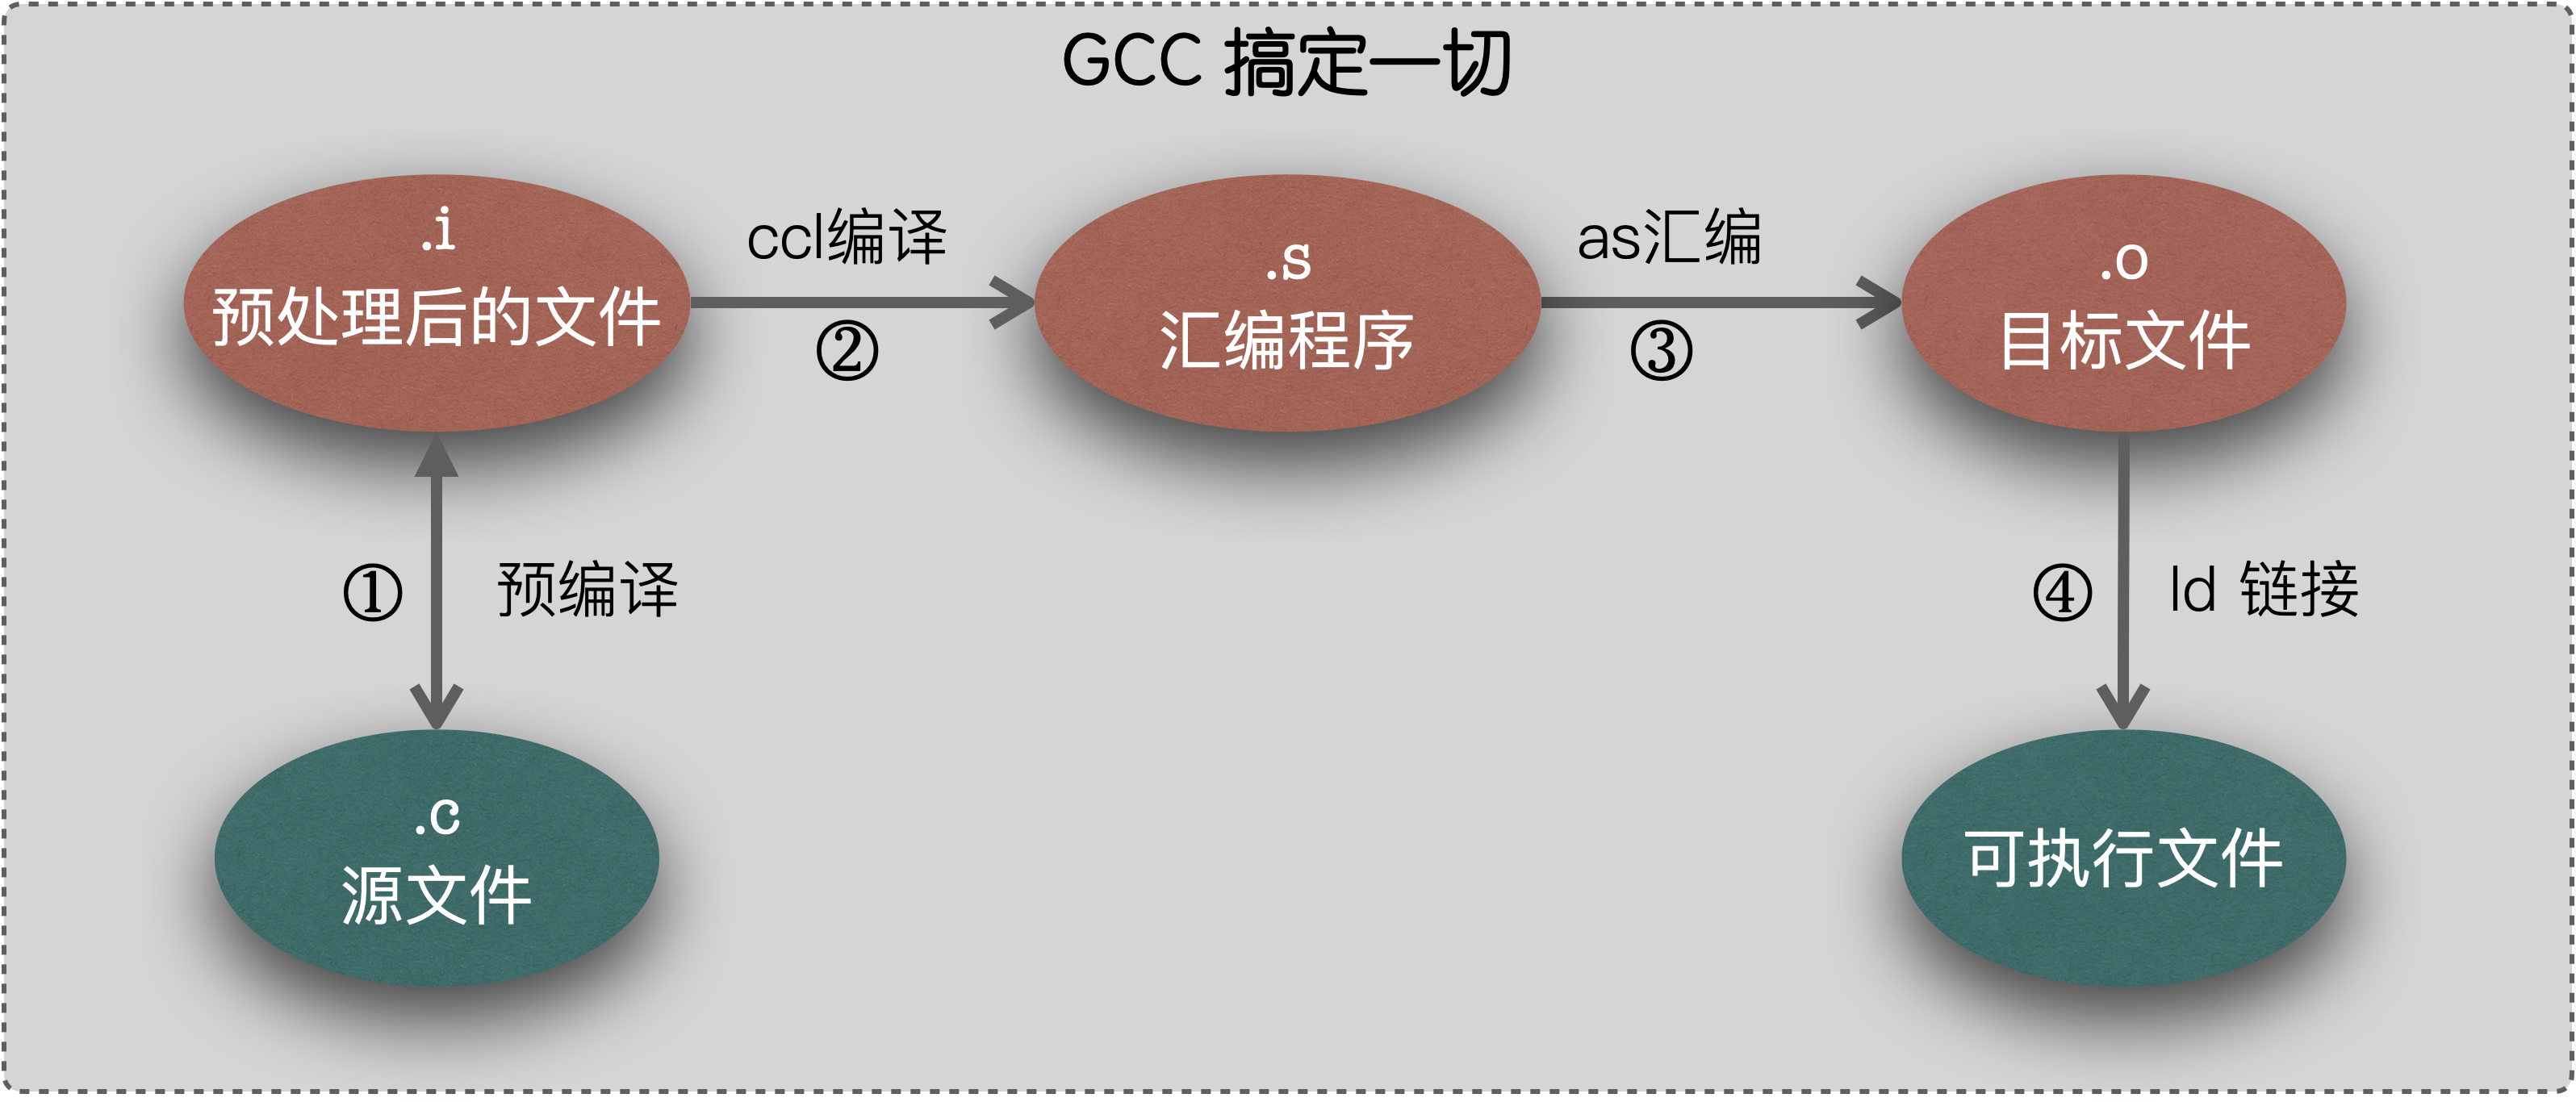 GCC 搞定一切
.i
预处理后的文件
ccl编译
②
.s
汇编程序
as汇编
③
.o
目标文件
①
预编译
④
ld 链接
.c
源文件
可执行文件